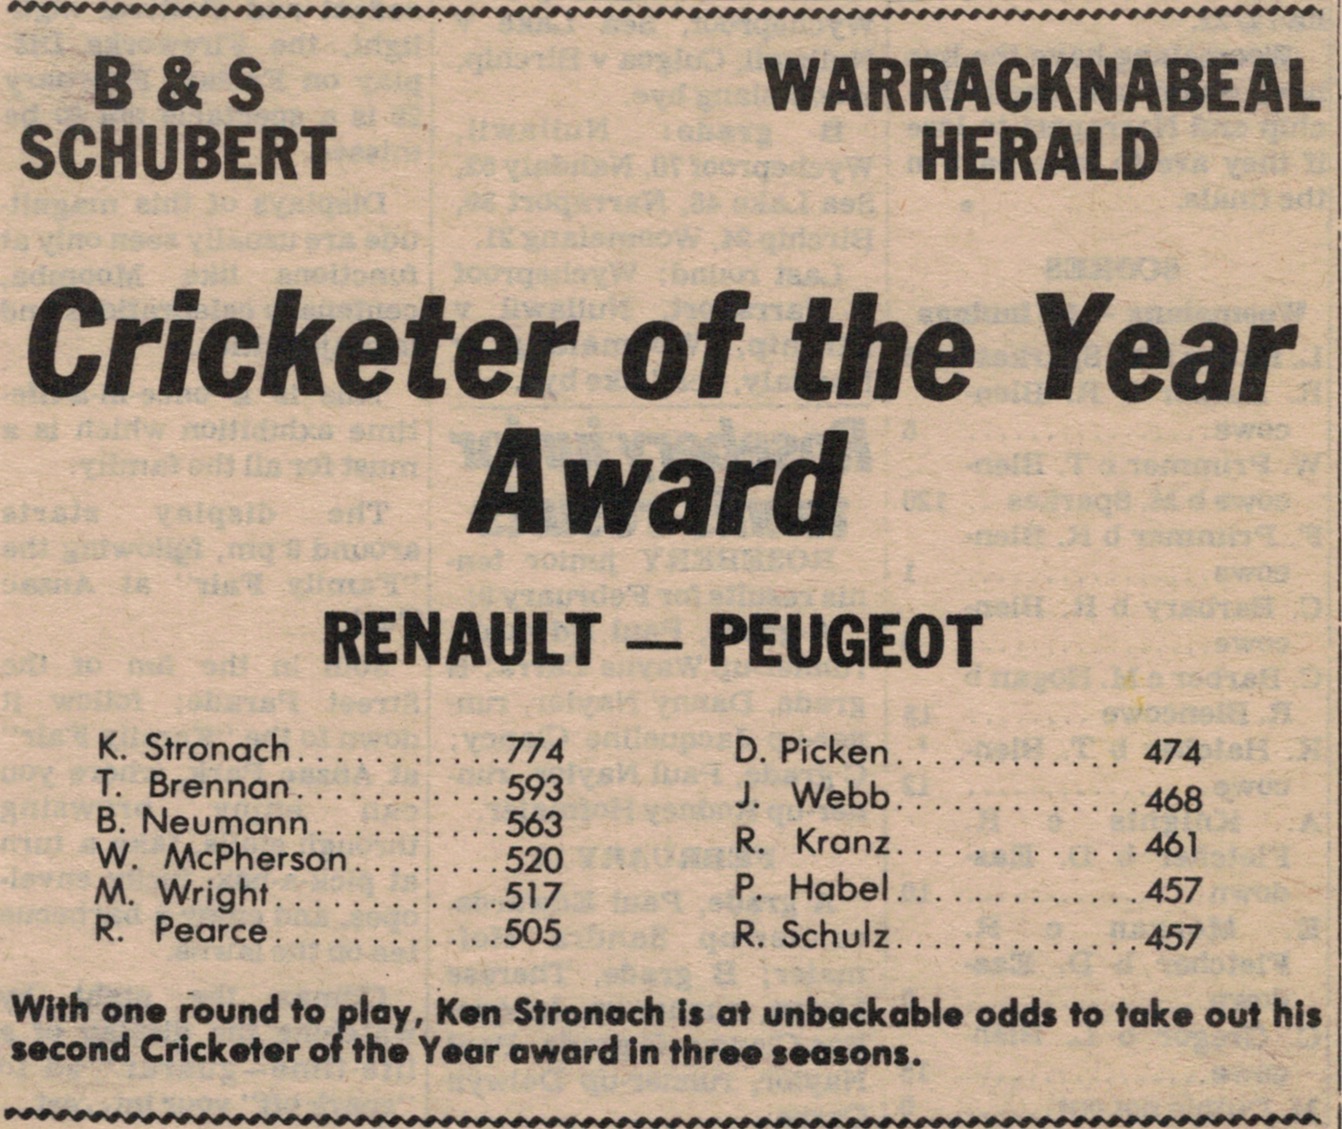 B & S
SCHUBERT
WARRACKNABEAL
HERALD
Cricketer of the Year
Award
RENAULT — PEUGEOT
K. Stronach..............774
T. Brennan..............593
B. Neumann............563
W. McPherson..........520
M. Wright................517
R. Pearce................505
D. Picken................474
J. Webb................468
R. Kranz................461
P. Habel................457
R. Schulz................457
With one round to play, Ken Stronach is at unbackable odds to take out his
second Cricketer of the Year award in three seasons.